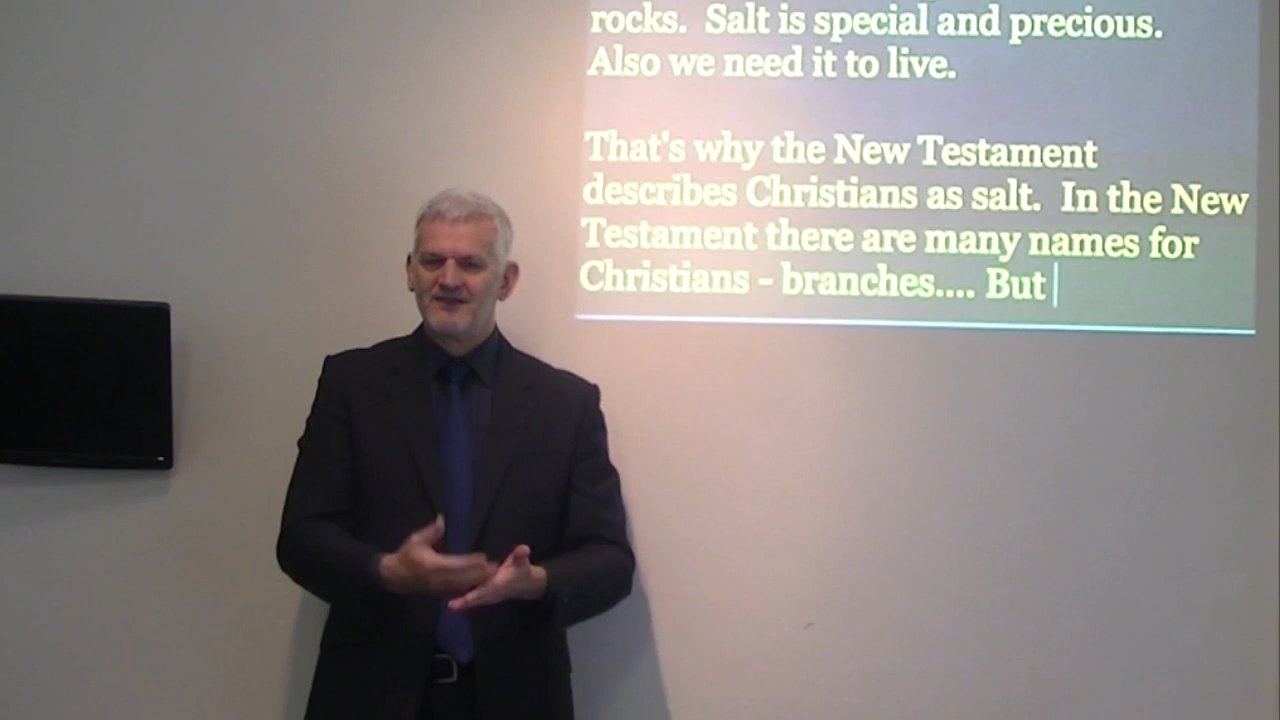 rocks.  Salt is special and precious.
Also we need it to live.
That's why the New Testament
describes Christians as salt.  In the New
Testament there are many names for
Christians - branches.... But